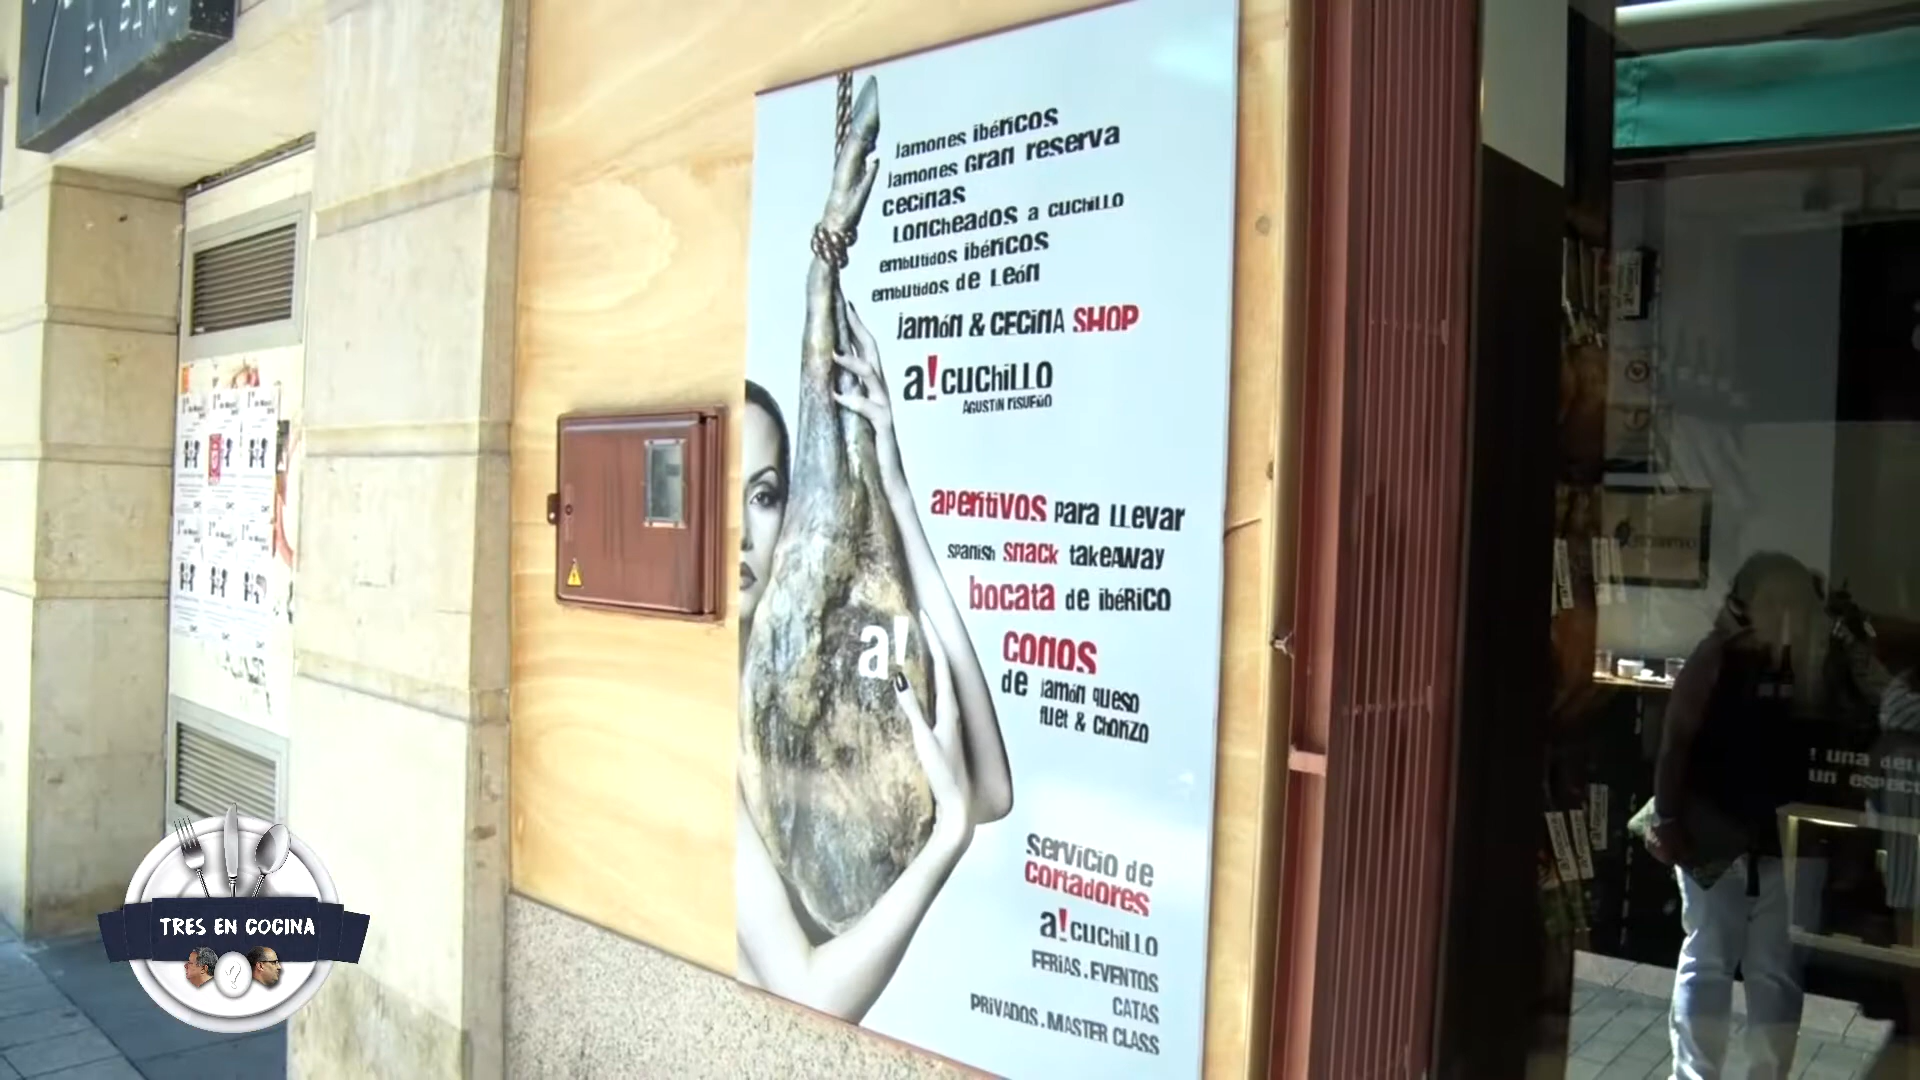 Jamones ibéricos
Jamones Gran reserva
cecinas
Loncheados a cuchillo
embutidos ibéricos
embutidos de León
jamón & CECINA SHOP
a! cuchillo
AGUSTIN RISUEÑO
aperitivos para llevar
spanish snack takeaway
bocata de ibérico
conos
de jamón queso
fuet & chorizo
a!
servicio de
cortadores
a! cuchillo
FERIAS . EVENTOS
CATAS
PRIVADOS . MASTER CLASS
! una
un
TRES EN COCINA
?